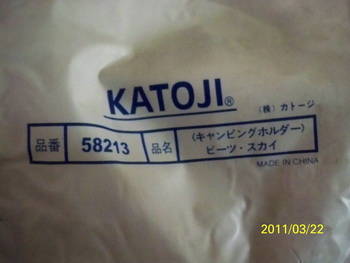 KATOJI®
(株) カトージ
品番 58213 品名 (キャンピングホルダー)
ビーツ・スカイ
MADE IN CHINA
2011/03/22